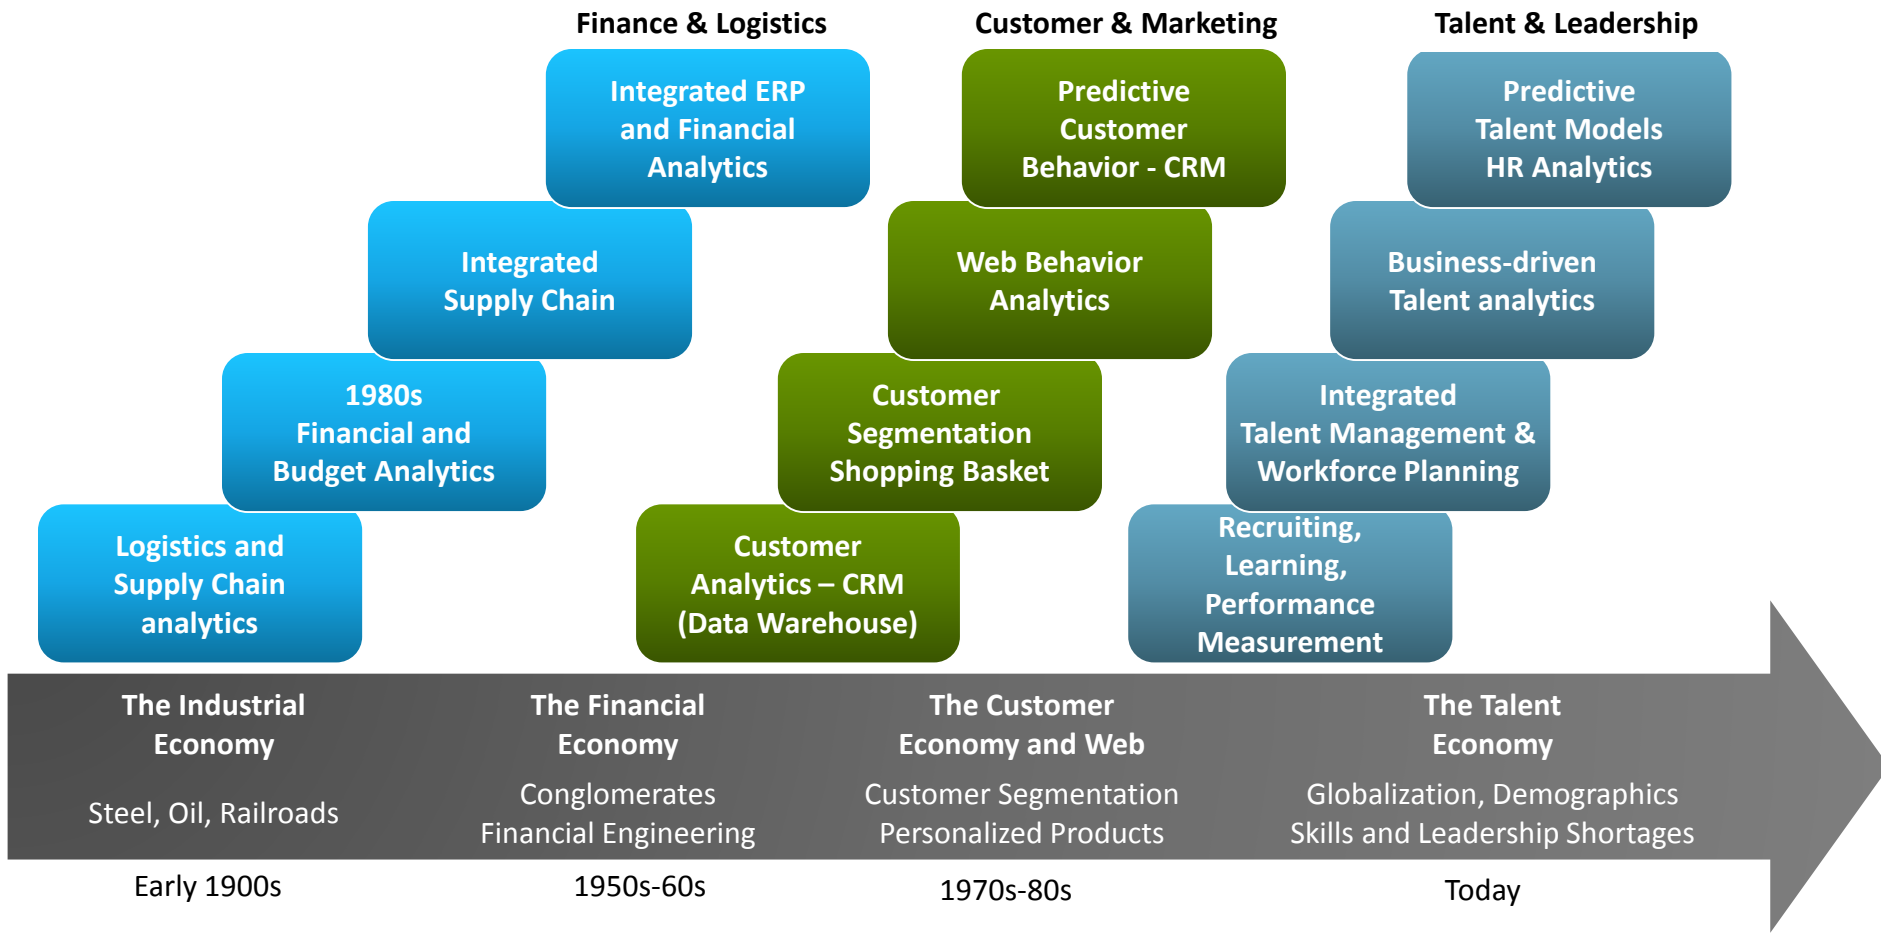 Finance & Logistics
Customer & Marketing
Talent & Leadership
Integrated ERP
and Financial
Analytics
Predictive
Customer
Behavior - CRM
Predictive
Talent Models
HR Analytics
Integrated
Supply Chain
Web Behavior
Analytics
Business-driven
Talent analytics
1980s
Financial and
Budget Analytics
Customer
Segmentation
Shopping Basket
Integrated
Talent Management &
Workforce Planning
Logistics and
Supply Chain
analytics
Customer
Analytics – CRM
(Data Warehouse)
Recruiting,
Learning,
Performance
Measurement
The Industrial
Economy
Steel, Oil, Railroads
The Financial
Economy
Conglomerates
Financial Engineering
The Customer
Economy and Web
Customer Segmentation
Personalized Products
The Talent
Economy
Globalization, Demographics
Skills and Leadership Shortages
Early 1900s
1950s-60s
1970s-80s
Today